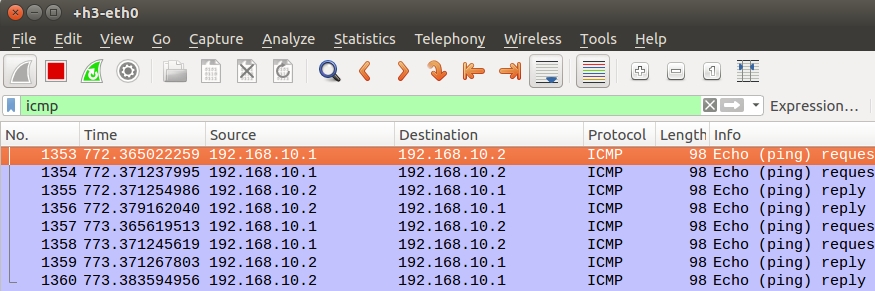 +h3-eth0
File Edit View Go Capture Analyze Statistics Telephony Wireless Tools Help
icmp Expression...
No. Time Source Destination Protocol Length Info
1353 772.365022259 192.168.10.1 192.168.10.2 ICMP 98 Echo (ping) reques
1354 772.371237995 192.168.10.1 192.168.10.2 ICMP 98 Echo (ping) reques
1355 772.371254986 192.168.10.2 192.168.10.1 ICMP 98 Echo (ping) reply
1356 772.379162040 192.168.10.2 192.168.10.1 ICMP 98 Echo (ping) reply
1357 773.365619513 192.168.10.1 192.168.10.2 ICMP 98 Echo (ping) reques
1358 773.371245619 192.168.10.1 192.168.10.2 ICMP 98 Echo (ping) reques
1359 773.371267803 192.168.10.2 192.168.10.1 ICMP 98 Echo (ping) reply
1360 773.383594956 192.168.10.2 192.168.10.1 ICMP 98 Echo (ping) reply